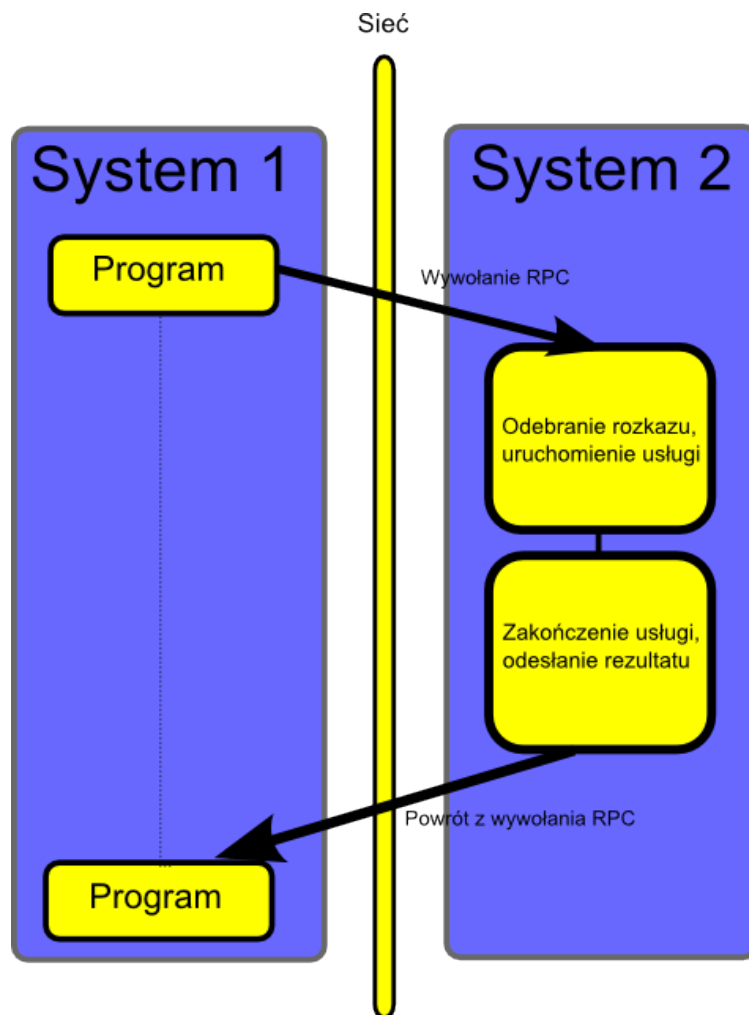 Sieć
System 1
System 2
Program
Wywołanie RPC
Odebranie rozkazu,
uruchomienie usługi
Zakończenie usługi,
odesłanie rezultatu
Powrót z wywołania RPC
Program